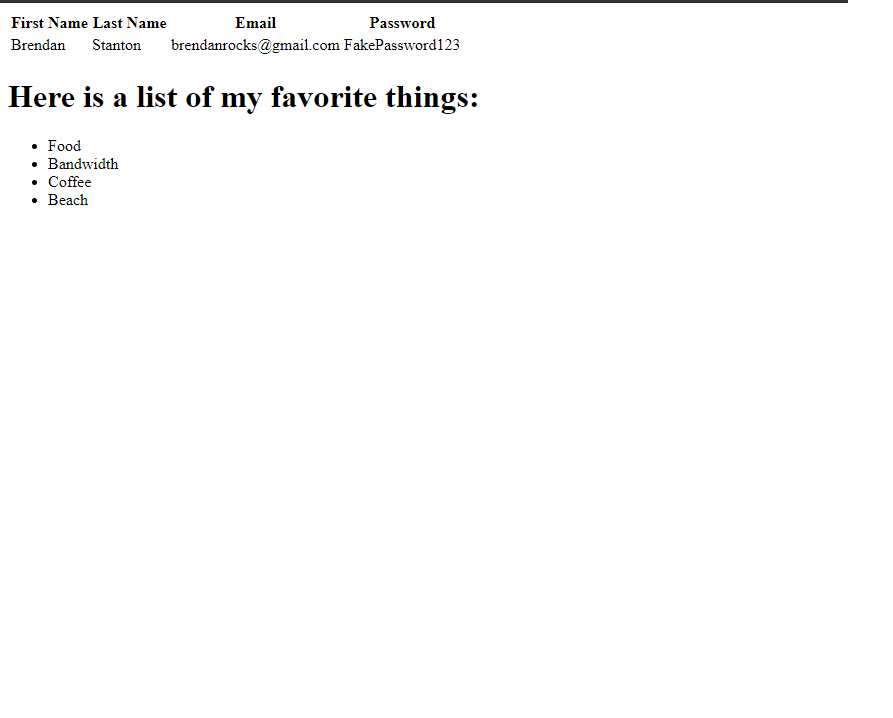 First Name Last Name Email Password
Brendan Stanton brendanrocks@gmail.com FakePassword123
Here is a list of my favorite things:
• Food
• Bandwidth
• Coffee
• Beach